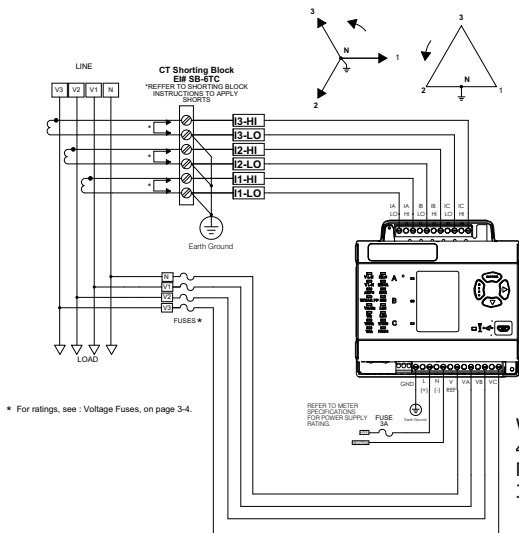 3
N
1
2
3
N
2
1
LINE
V3 V2 V1 N
CT Shorting Block
EI# SB-6TC
*REFFER TO SHORTING BLOCK
INSTRUCTIONS TO APPLY
SHORTS
*
*
*
I3-HI
I3-LO
I2-HI
I2-LO
I1-HI
I1-LO
Earth Ground
IA IA IB IB IC IC
LO HI LO HI LO HI
A
B
C
N
V1
V2
V3
FUSES *
LOAD
* For ratings, see : Voltage Fuses, on page 3-4.
GND L N V VA VB VC
(+) (-) REF
Earth Ground
REFER TO METER
SPECIFICATIONS
FOR POWER SUPPLY
RATING.
FUSE
3A